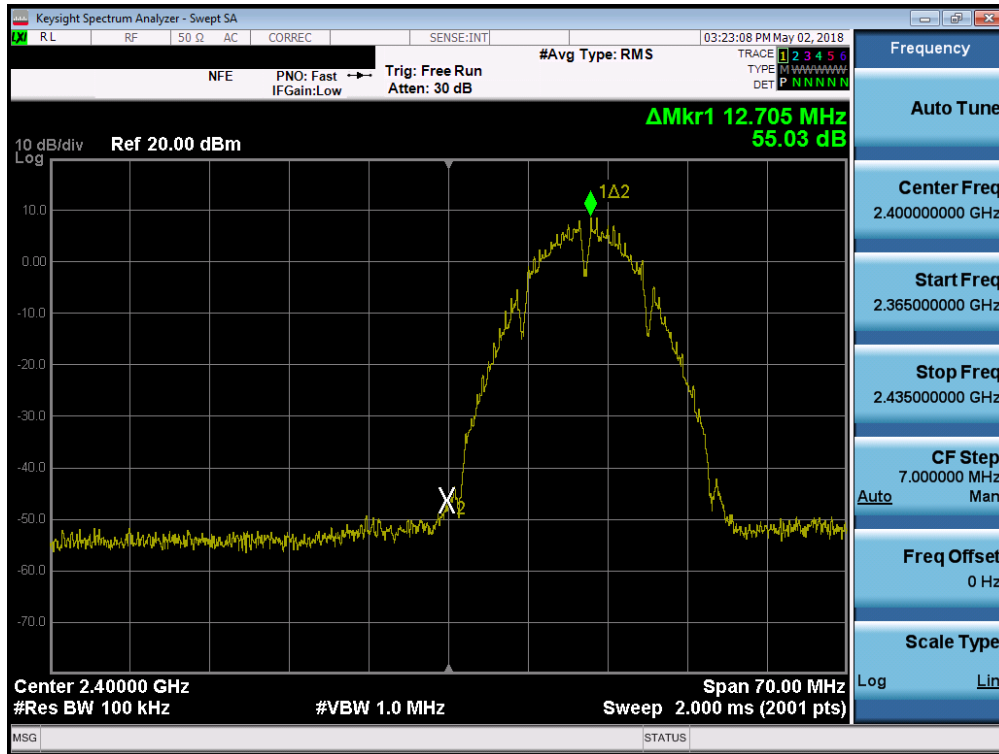 Keysight Spectrum Analyzer - Swept SA
LXI RL RF 50 Ω AC CORREC SENSE:INT 03:23:08 PM May 02, 2018
NFE PNO: Fast Trig: Free Run #Avg Type: RMS TRACE 1 2 3 4 5 6
IFGain:Low Atten: 30 dB TYPE M W W W W W
DET P N N N N N
ΔMkr1 12.705 MHz
55.03 dB
10 dB/div Ref 20.00 dBm
Log
1Δ2
10.0
0.00
-10.0
-20.0
-30.0
-40.0
X2
-50.0
-60.0
-70.0
Center 2.40000 GHz Span 70.00 MHz
#Res BW 100 kHz #VBW 1.0 MHz Sweep 2.000 ms (2001 pts)
MSG STATUS
Frequency
Auto Tune
Center Freq
2.400000000 GHz
Start Freq
2.365000000 GHz
Stop Freq
2.435000000 GHz
CF Step
7.000000 MHz
Auto Man
Freq Offset
0 Hz
Scale Type
Log Lin